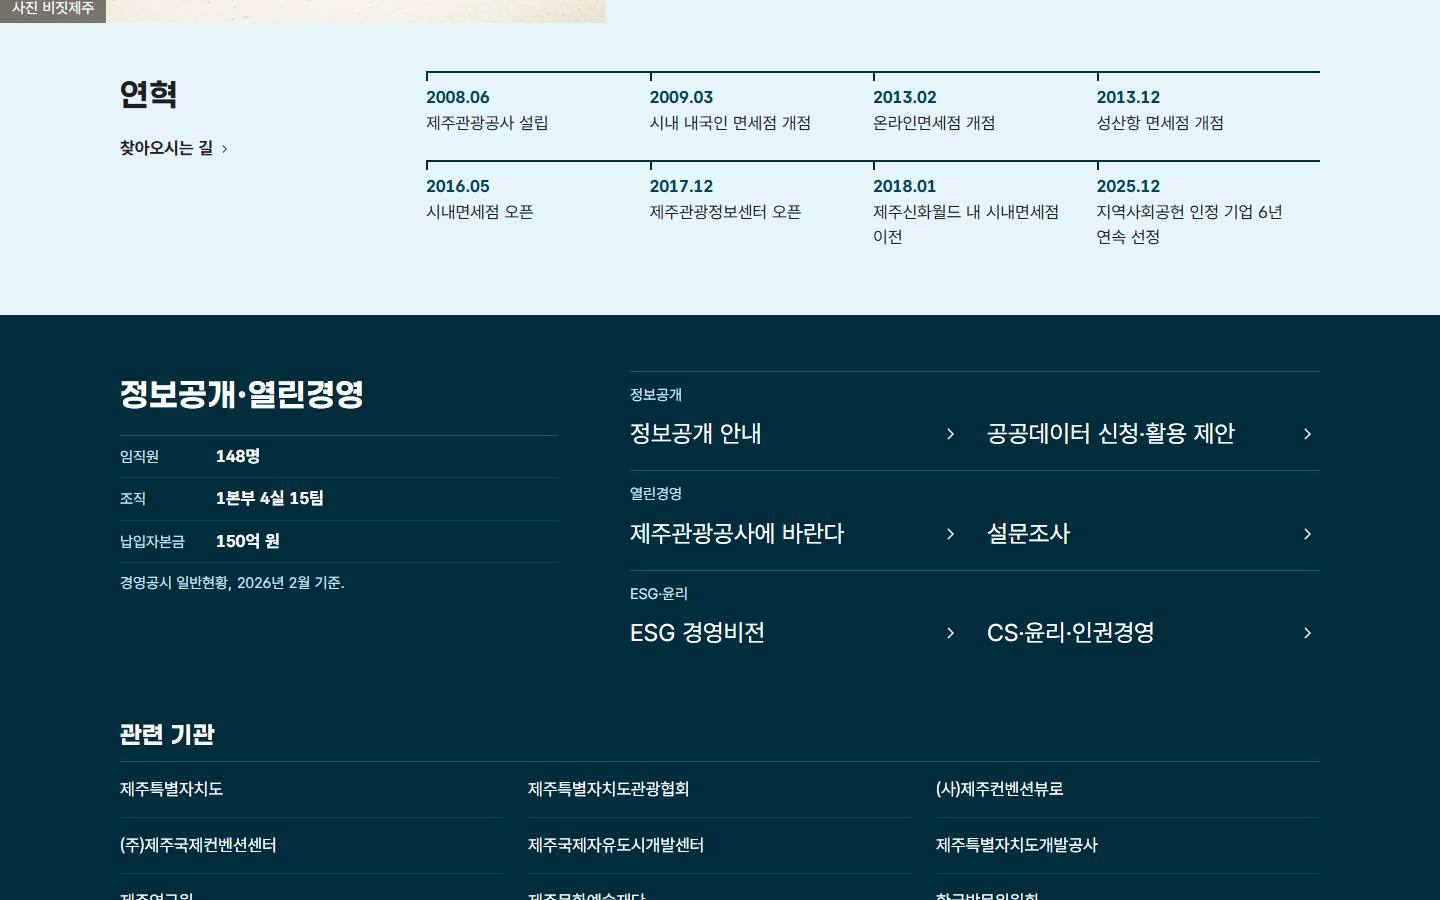 사진 비짓제주
연혁
찾아오시는 길
2008.06
제주관광공사 설립
2009.03
시내 내국인 면세점 개점
2013.02
온라인면세점 개점
2013.12
성산항 면세점 개점
2016.05
시내면세점 오픈
2017.12
제주관광정보센터 오픈
2018.01
제주신화월드 내 시내면세점
이전
2025.12
지역사회공헌 인정 기업 6년
연속 선정
정보공개·열린경영
임직원 148명
조직 1본부 4실 15팀
납입자본금 150억 원
경영공시 일반현황, 2026년 2월 기준.
정보공개
정보공개 안내
공공데이터 신청·활용 제안
열린경영
제주관광공사에 바란다
설문조사
ESG·윤리
ESG 경영비전
CS·윤리·인권경영
관련 기관
제주특별자치도
제주특별자치도관광협회
(사)제주컨벤션뷰로
(주)제주국제컨벤션센터
제주국제자유도시개발센터
제주특별자치도개발공사